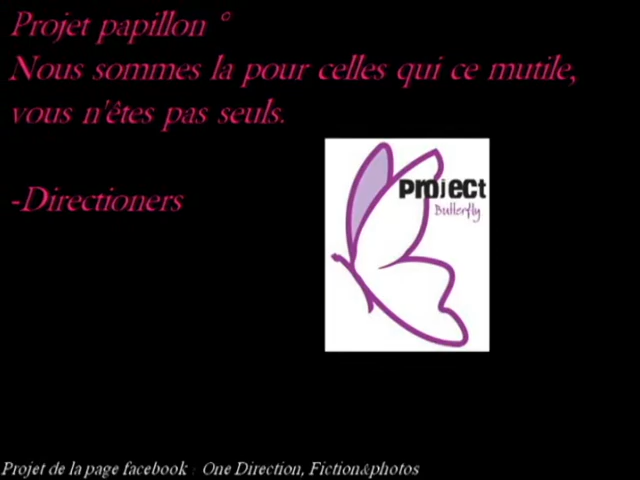 Projet papillon °
Nous sommes la pour celles qui ce mutile,
vous n'êtes pas seuls.
-Directioners
project
Butterfly
Projet de la page facebook : One Direction, Fiction&photos